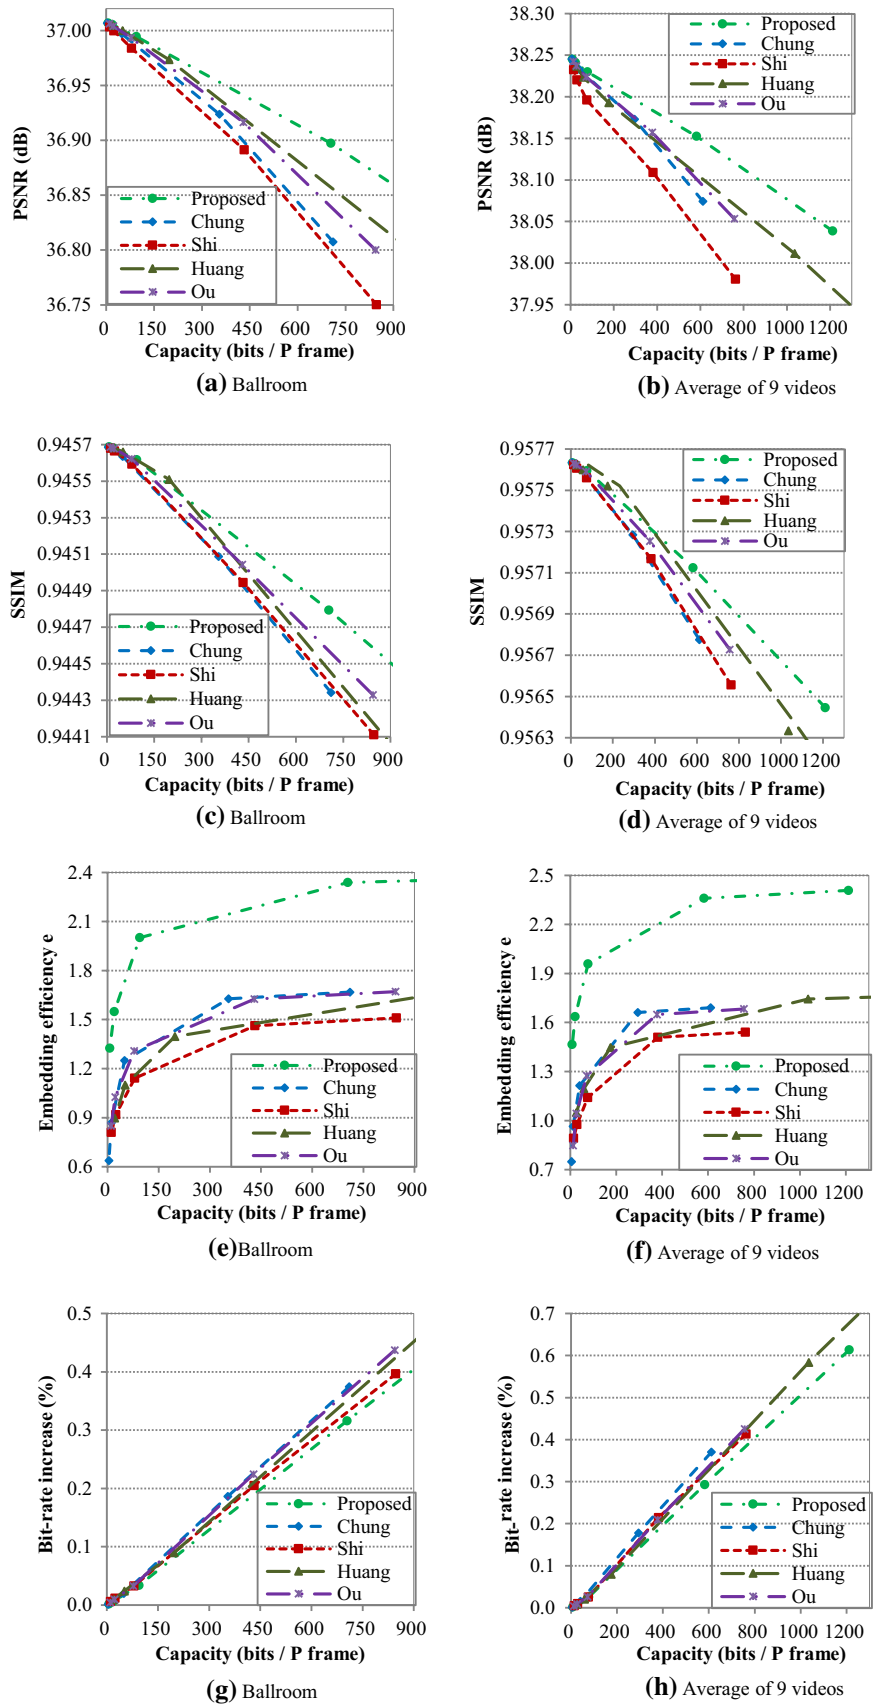 37.00
36.95
36.90
36.85
36.80
36.75
PSNR (dB)
Proposed
Chung
Shi
Huang
Ou
0 150 300 450 600 750 900
Capacity (bits / P frame)
(a) Ballroom
38.30
38.25
38.20
38.15
38.10
38.05
38.00
37.95
PSNR (dB)
Proposed
Chung
Shi
Huang
Ou
0 200 400 600 800 1000 1200
Capacity (bits / P frame)
(b) Average of 9 videos
0.9457
0.9455
0.9453
0.9451
0.9449
0.9447
0.9445
0.9443
0.9441
SSIM
Proposed
Chung
Shi
Huang
Ou
0 150 300 450 600 750 900
Capacity (bits / P frame)
(c) Ballroom
0.9577
0.9575
0.9573
0.9571
0.9569
0.9567
0.9565
0.9563
SSIM
Proposed
Chung
Shi
Huang
Ou
0 200 400 600 800 1000 1200
Capacity (bits / P frame)
(d) Average of 9 videos
2.4
2.1
1.8
1.5
1.2
0.9
0.6
Embedding efficiency e
Proposed
Chung
Shi
Huang
Ou
0 150 300 450 600 750 900
Capacity (bits / P frame)
(e)Ballroom
2.5
2.2
1.9
1.6
1.3
1.0
0.7
Embedding efficiency e
Proposed
Chung
Shi
Huang
Ou
0 200 400 600 800 1000 1200
Capacity (bits / P frame)
(f) Average of 9 videos
0.5
0.4
0.3
0.2
0.1
0.0
Bit-rate increase (%)
Proposed
Chung
Shi
Huang
Ou
0 150 300 450 600 750 900
Capacity (bits / P frame)
(g) Ballroom
0.7
0.6
0.5
0.4
0.3
0.2
0.1
0.0
Bit-rate increase (%)
Proposed
Chung
Shi
Huang
Ou
0 200 400 600 800 1000 1200
Capacity (bits / P frame)
(h) Average of 9 videos